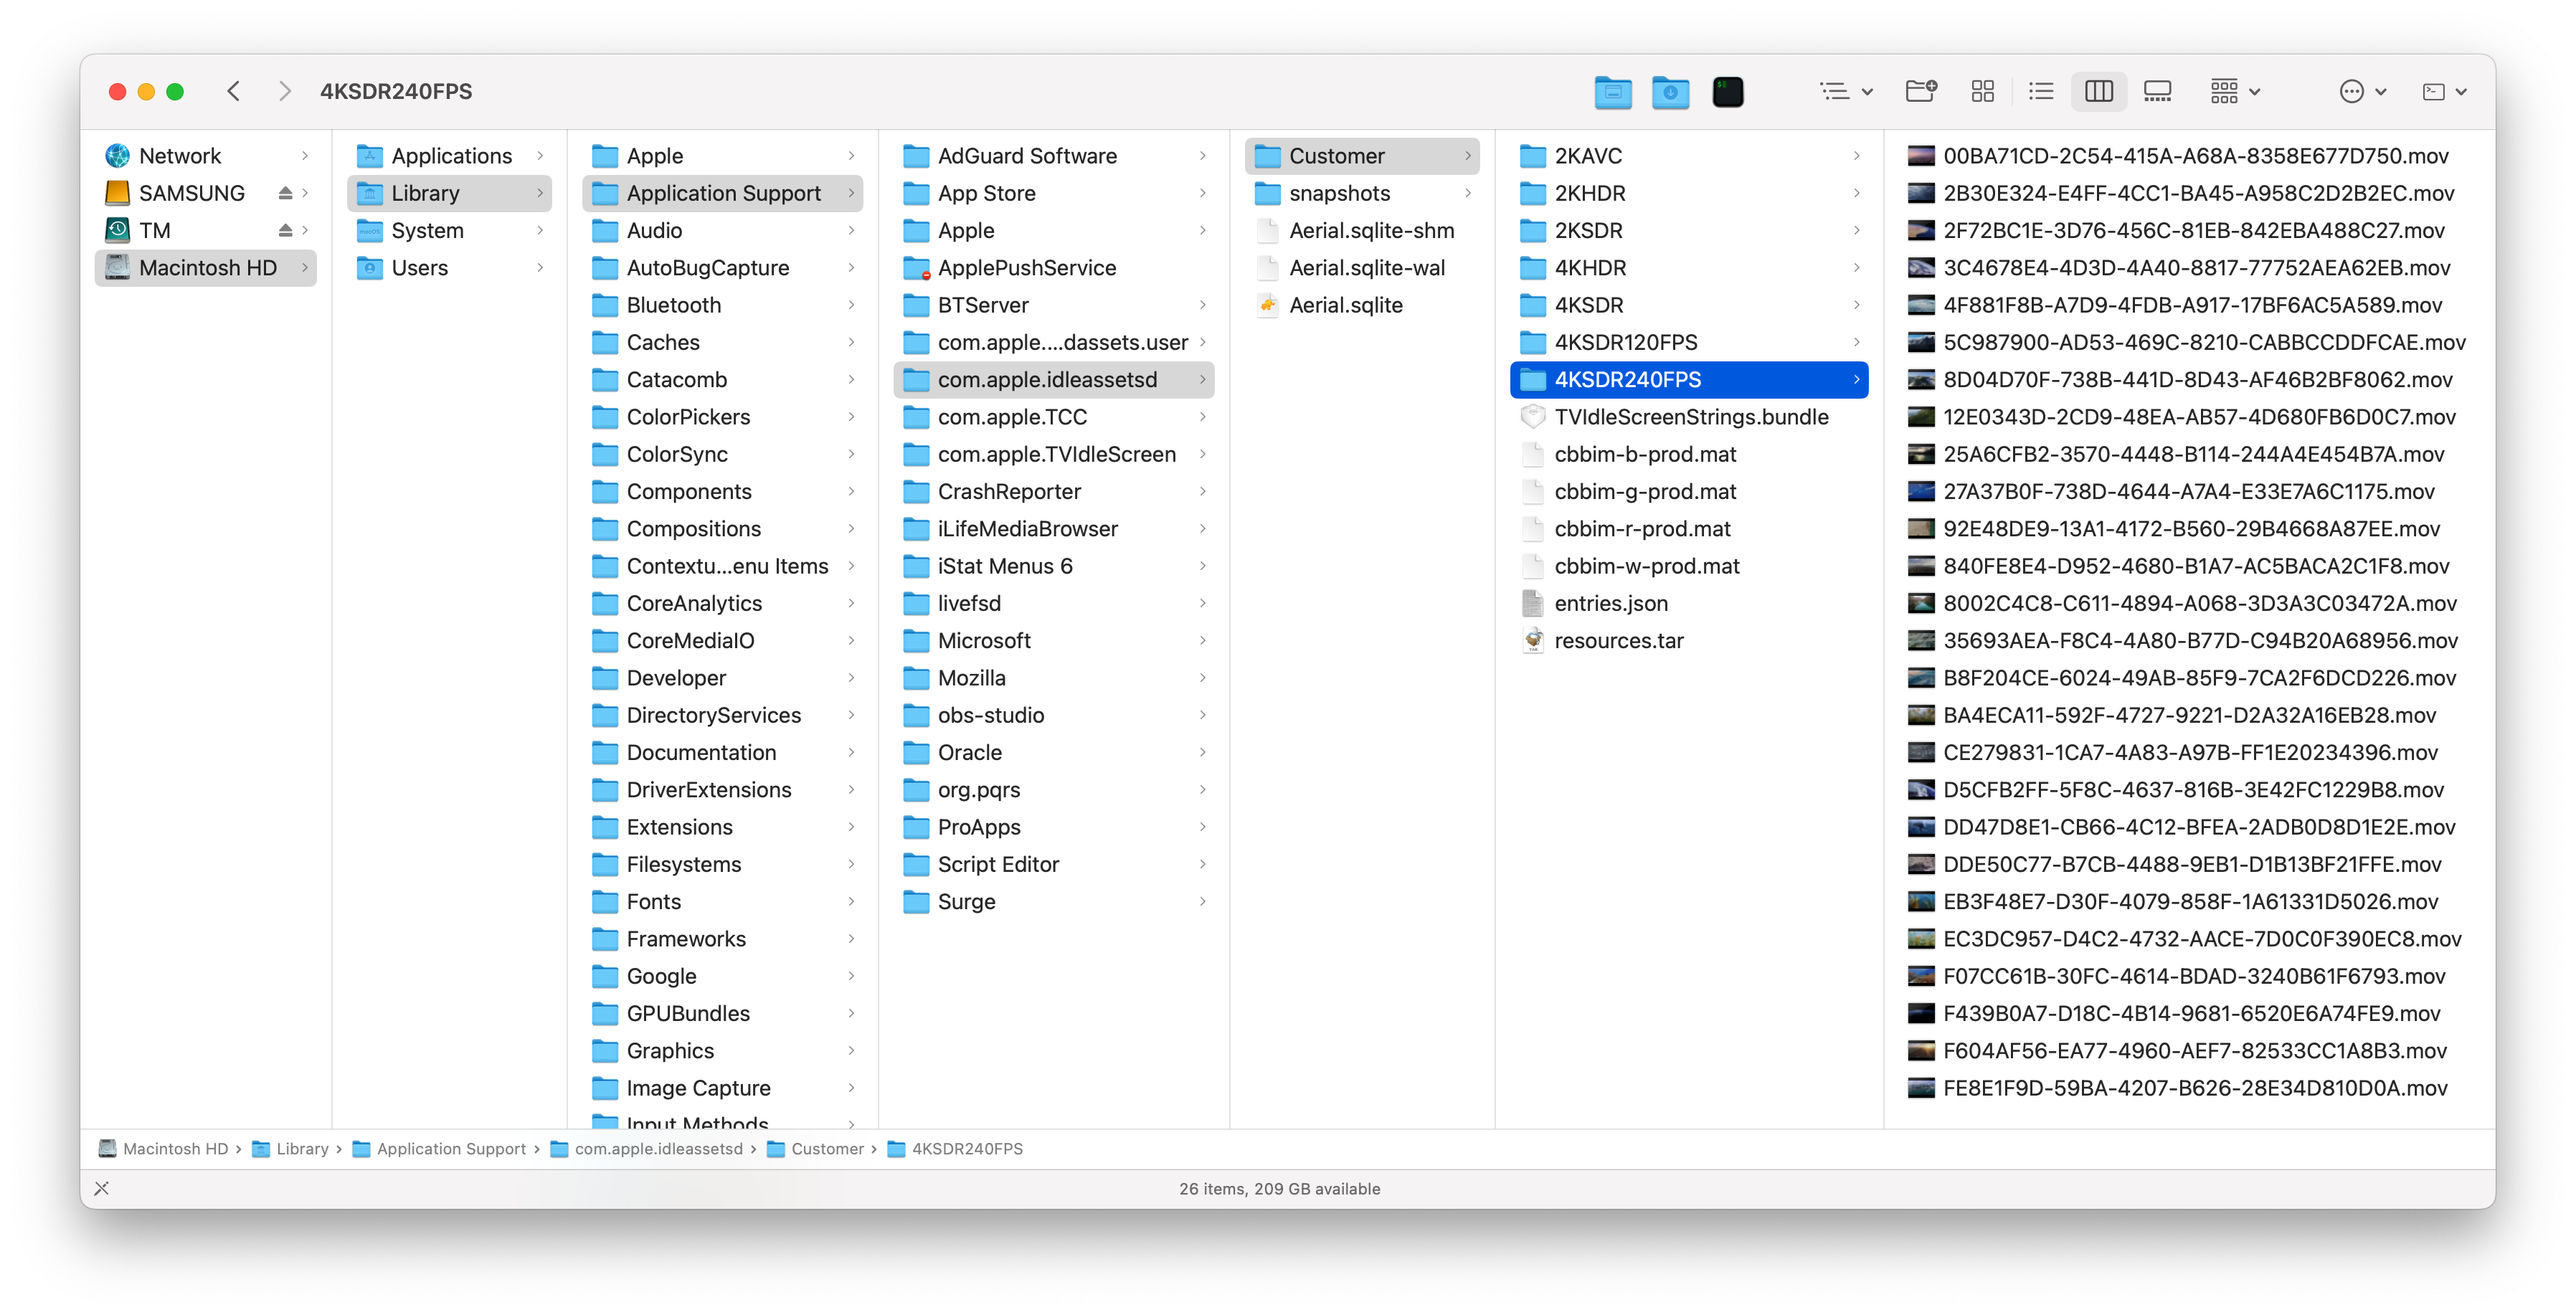 4KSDR240FPS
Network
SAMSUNG
TM
Macintosh HD
Applications
Library
System
Users
Apple
Application Support
Audio
AutoBugCapture
Bluetooth
Caches
Catacomb
ColorPickers
ColorSync
Components
Compositions
Contextu...enu Items
CoreAnalytics
CoreMediaIO
Developer
DirectoryServices
Documentation
DriverExtensions
Extensions
Filesystems
Fonts
Frameworks
Google
GPUBundles
Graphics
Image Capture
Input Methods
AdGuard Software
App Store
Apple
ApplePushService
BTServer
com.apple....dassets.user
com.apple.idleassetsd
com.apple.TCC
com.apple.TVIdleScreen
CrashReporter
iLifeMediaBrowser
iStat Menus 6
livefsd
Microsoft
Mozilla
obs-studio
Oracle
org.pqrs
ProApps
Script Editor
Surge
Customer
snapshots
Aerial.sqlite-shm
Aerial.sqlite-wal
Aerial.sqlite
2KAVC
2KHDR
2KSDR
4KHDR
4KSDR
4KSDR120FPS
4KSDR240FPS
TVIdleScreenStrings.bundle
cbbim-b-prod.mat
cbbim-g-prod.mat
cbbim-r-prod.mat
cbbim-w-prod.mat
entries.json
resources.tar
00BA71CD-2C54-415A-A68A-8358E677D750.mov
2B30E324-E4FF-4CC1-BA45-A958C2D2B2EC.mov
2F72BC1E-3D76-456C-81EB-842EBA488C27.mov
3C4678E4-4D3D-4A40-8817-77752AEA62EB.mov
4F881F8B-A7D9-4FDB-A917-17BF6AC5A589.mov
5C987900-AD53-469C-8210-CABBCCDDFCAE.mov
8D04D70F-738B-441D-8D43-AF46B2BF8062.mov
12E0343D-2CD9-48EA-AB57-4D680FB6D0C7.mov
25A6CFB2-3570-4448-B114-244A4E454B7A.mov
27A37B0F-738D-4644-A7A4-E33E7A6C1175.mov
92E48DE9-13A1-4172-B560-29B4668A87EE.mov
840FE8E4-D952-4680-B1A7-AC5BACA2C1F8.mov
8002C4C8-C611-4894-A068-3D3A3C03472A.mov
35693AEA-F8C4-4A80-B77D-C94B20A68956.mov
B8F204CE-6024-49AB-85F9-7CA2F6DCD226.mov
BA4ECA11-592F-4727-9221-D2A32A16EB28.mov
CE279831-1CA7-4A83-A97B-FF1E20234396.mov
D5CFB2FF-5F8C-4637-816B-3E42FC1229B8.mov
DD47D8E1-CB66-4C12-BFEA-2ADB0D8D1E2E.mov
DDE50C77-B7CB-4488-9EB1-D1B13BF21FFE.mov
EB3F48E7-D30F-4079-858F-1A61331D5026.mov
EC3DC957-D4C2-4732-AACE-7D0C0F390EC8.mov
F07CC61B-30FC-4614-BDAD-3240B61F6793.mov
F439B0A7-D18C-4B14-9681-6520E6A74FE9.mov
F604AF56-EA77-4960-AEF7-82533CC1A8B3.mov
FE8E1F9D-59BA-4207-B626-28E34D810D0A.mov
Macintosh HD › Library › Application Support › com.apple.idleassetsd › Customer › 4KSDR240FPS
26 items, 209 GB available